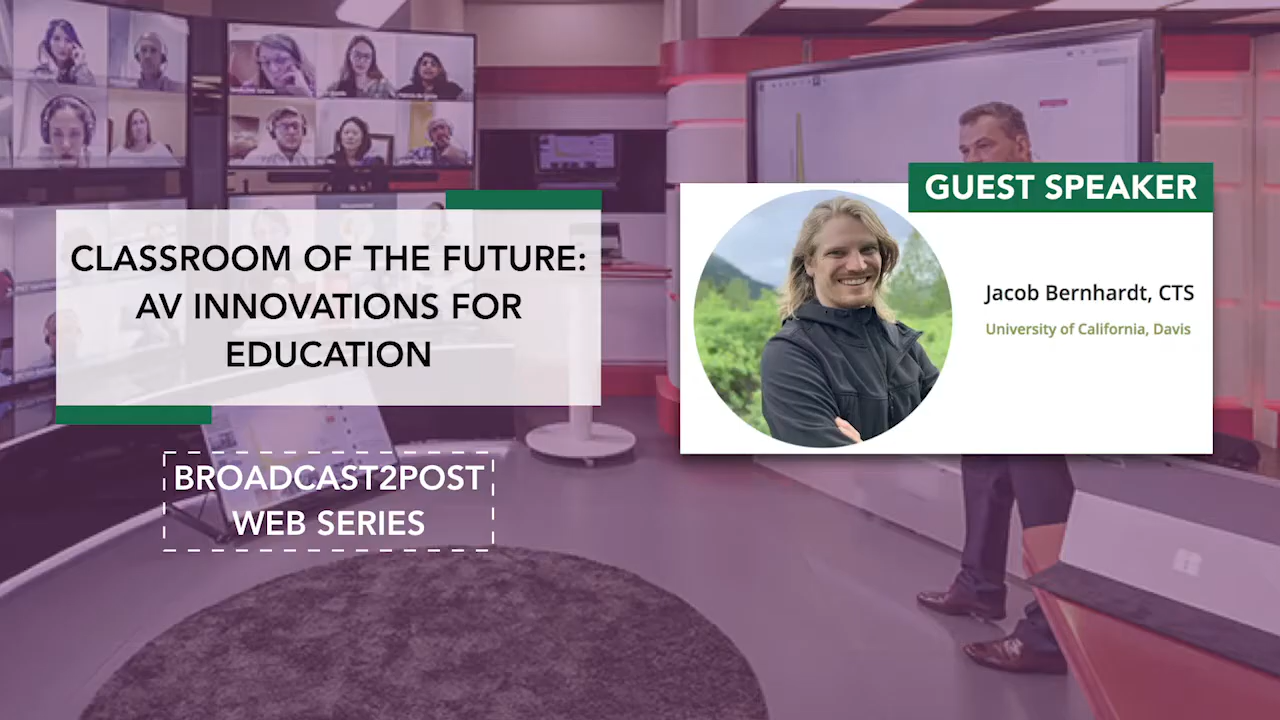 CLASSROOM OF THE FUTURE:
AV INNOVATIONS FOR
EDUCATION
BROADCAST2POST
WEB SERIES
GUEST SPEAKER
Jacob Bernhardt, CTS
University of California, Davis